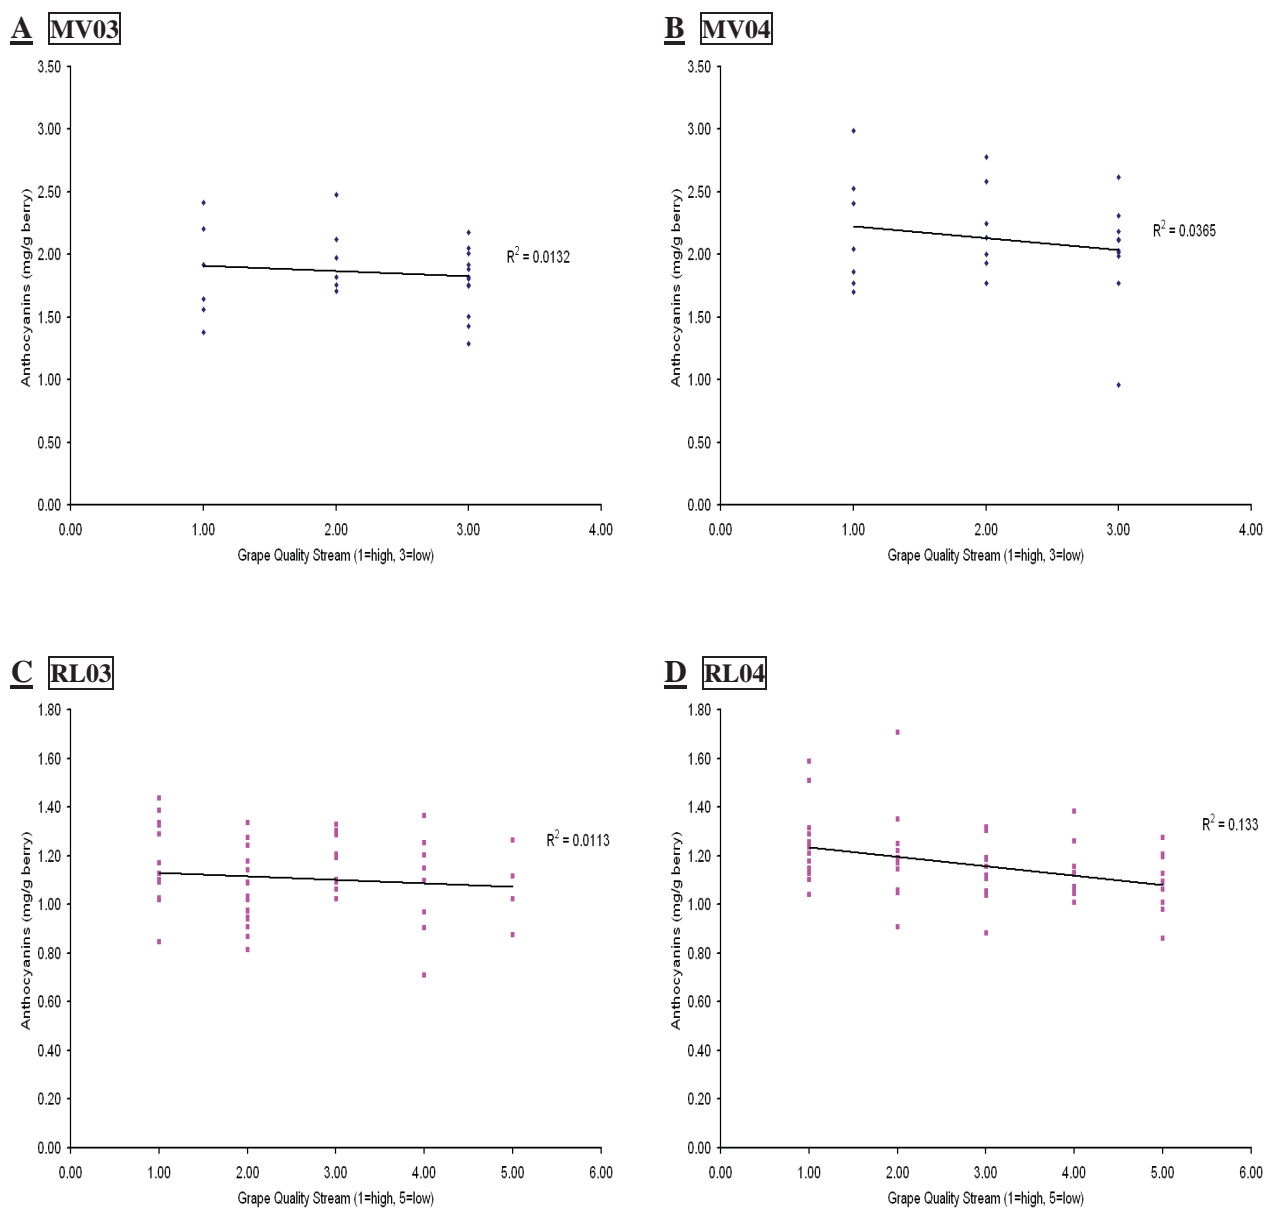 A MV03
3.50
3.00
2.50
2.00
1.50
1.00
0.50
0.00
Anthocyanins (mg/g berry)
R² = 0.0132
0.00 1.00 2.00 3.00 4.00
Grape Quality Stream (1=high, 3=low)
B MV04
3.50
3.00
2.50
2.00
1.50
1.00
0.50
0.00
Anthocyanins (mg/g berry)
R² = 0.0365
0.00 1.00 2.00 3.00 4.00
Grape Quality Stream (1=high, 3=low)
C RL03
1.80
1.60
1.40
1.20
1.00
0.80
0.60
0.40
0.20
0.00
Anthocyanins (mg/g berry)
R² = 0.0113
0.00 1.00 2.00 3.00 4.00 5.00 6.00
Grape Quality Stream (1=high, 5=low)
D RL04
1.80
1.60
1.40
1.20
1.00
0.80
0.60
0.40
0.20
0.00
Anthocyanins (mg/g berry)
R² = 0.133
0.00 1.00 2.00 3.00 4.00 5.00 6.00
Grape Quality Stream (1=high, 5=low)